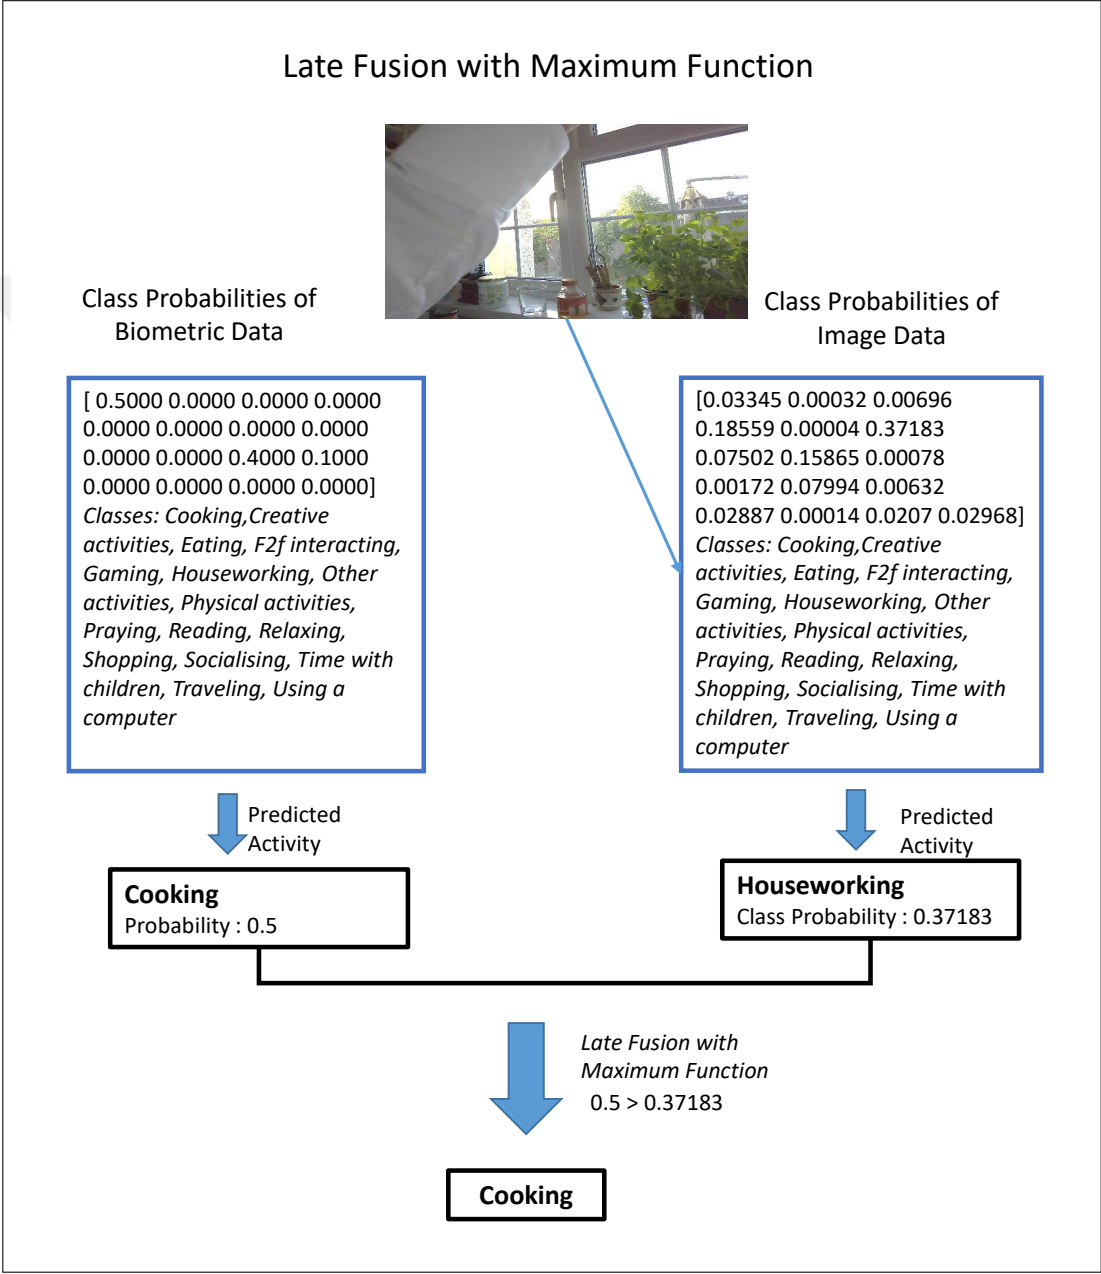 Late Fusion with Maximum Function
Class Probabilities of
Biometric Data
[ 0.5000 0.0000 0.0000 0.0000
0.0000 0.0000 0.0000 0.0000
0.0000 0.0000 0.4000 0.1000
0.0000 0.0000 0.0000 0.0000]
Classes: Cooking,Creative
activities, Eating, F2f interacting,
Gaming, Houseworking, Other
activities, Physical activities,
Praying, Reading, Relaxing,
Shopping, Socialising, Time with
children, Traveling, Using a
computer
Class Probabilities of
Image Data
[0.03345 0.00032 0.00696
0.18559 0.00004 0.37183
0.07502 0.15865 0.00078
0.00172 0.07994 0.00632
0.02887 0.00014 0.0207 0.02968]
Classes: Cooking,Creative
activities, Eating, F2f interacting,
Gaming, Houseworking, Other
activities, Physical activities,
Praying, Reading, Relaxing,
Shopping, Socialising, Time with
children, Traveling, Using a
computer
Predicted
Activity
Predicted
Activity
Cooking
Probability : 0.5
Houseworking
Class Probability : 0.37183
Late Fusion with
Maximum Function
0.5 > 0.37183
Cooking